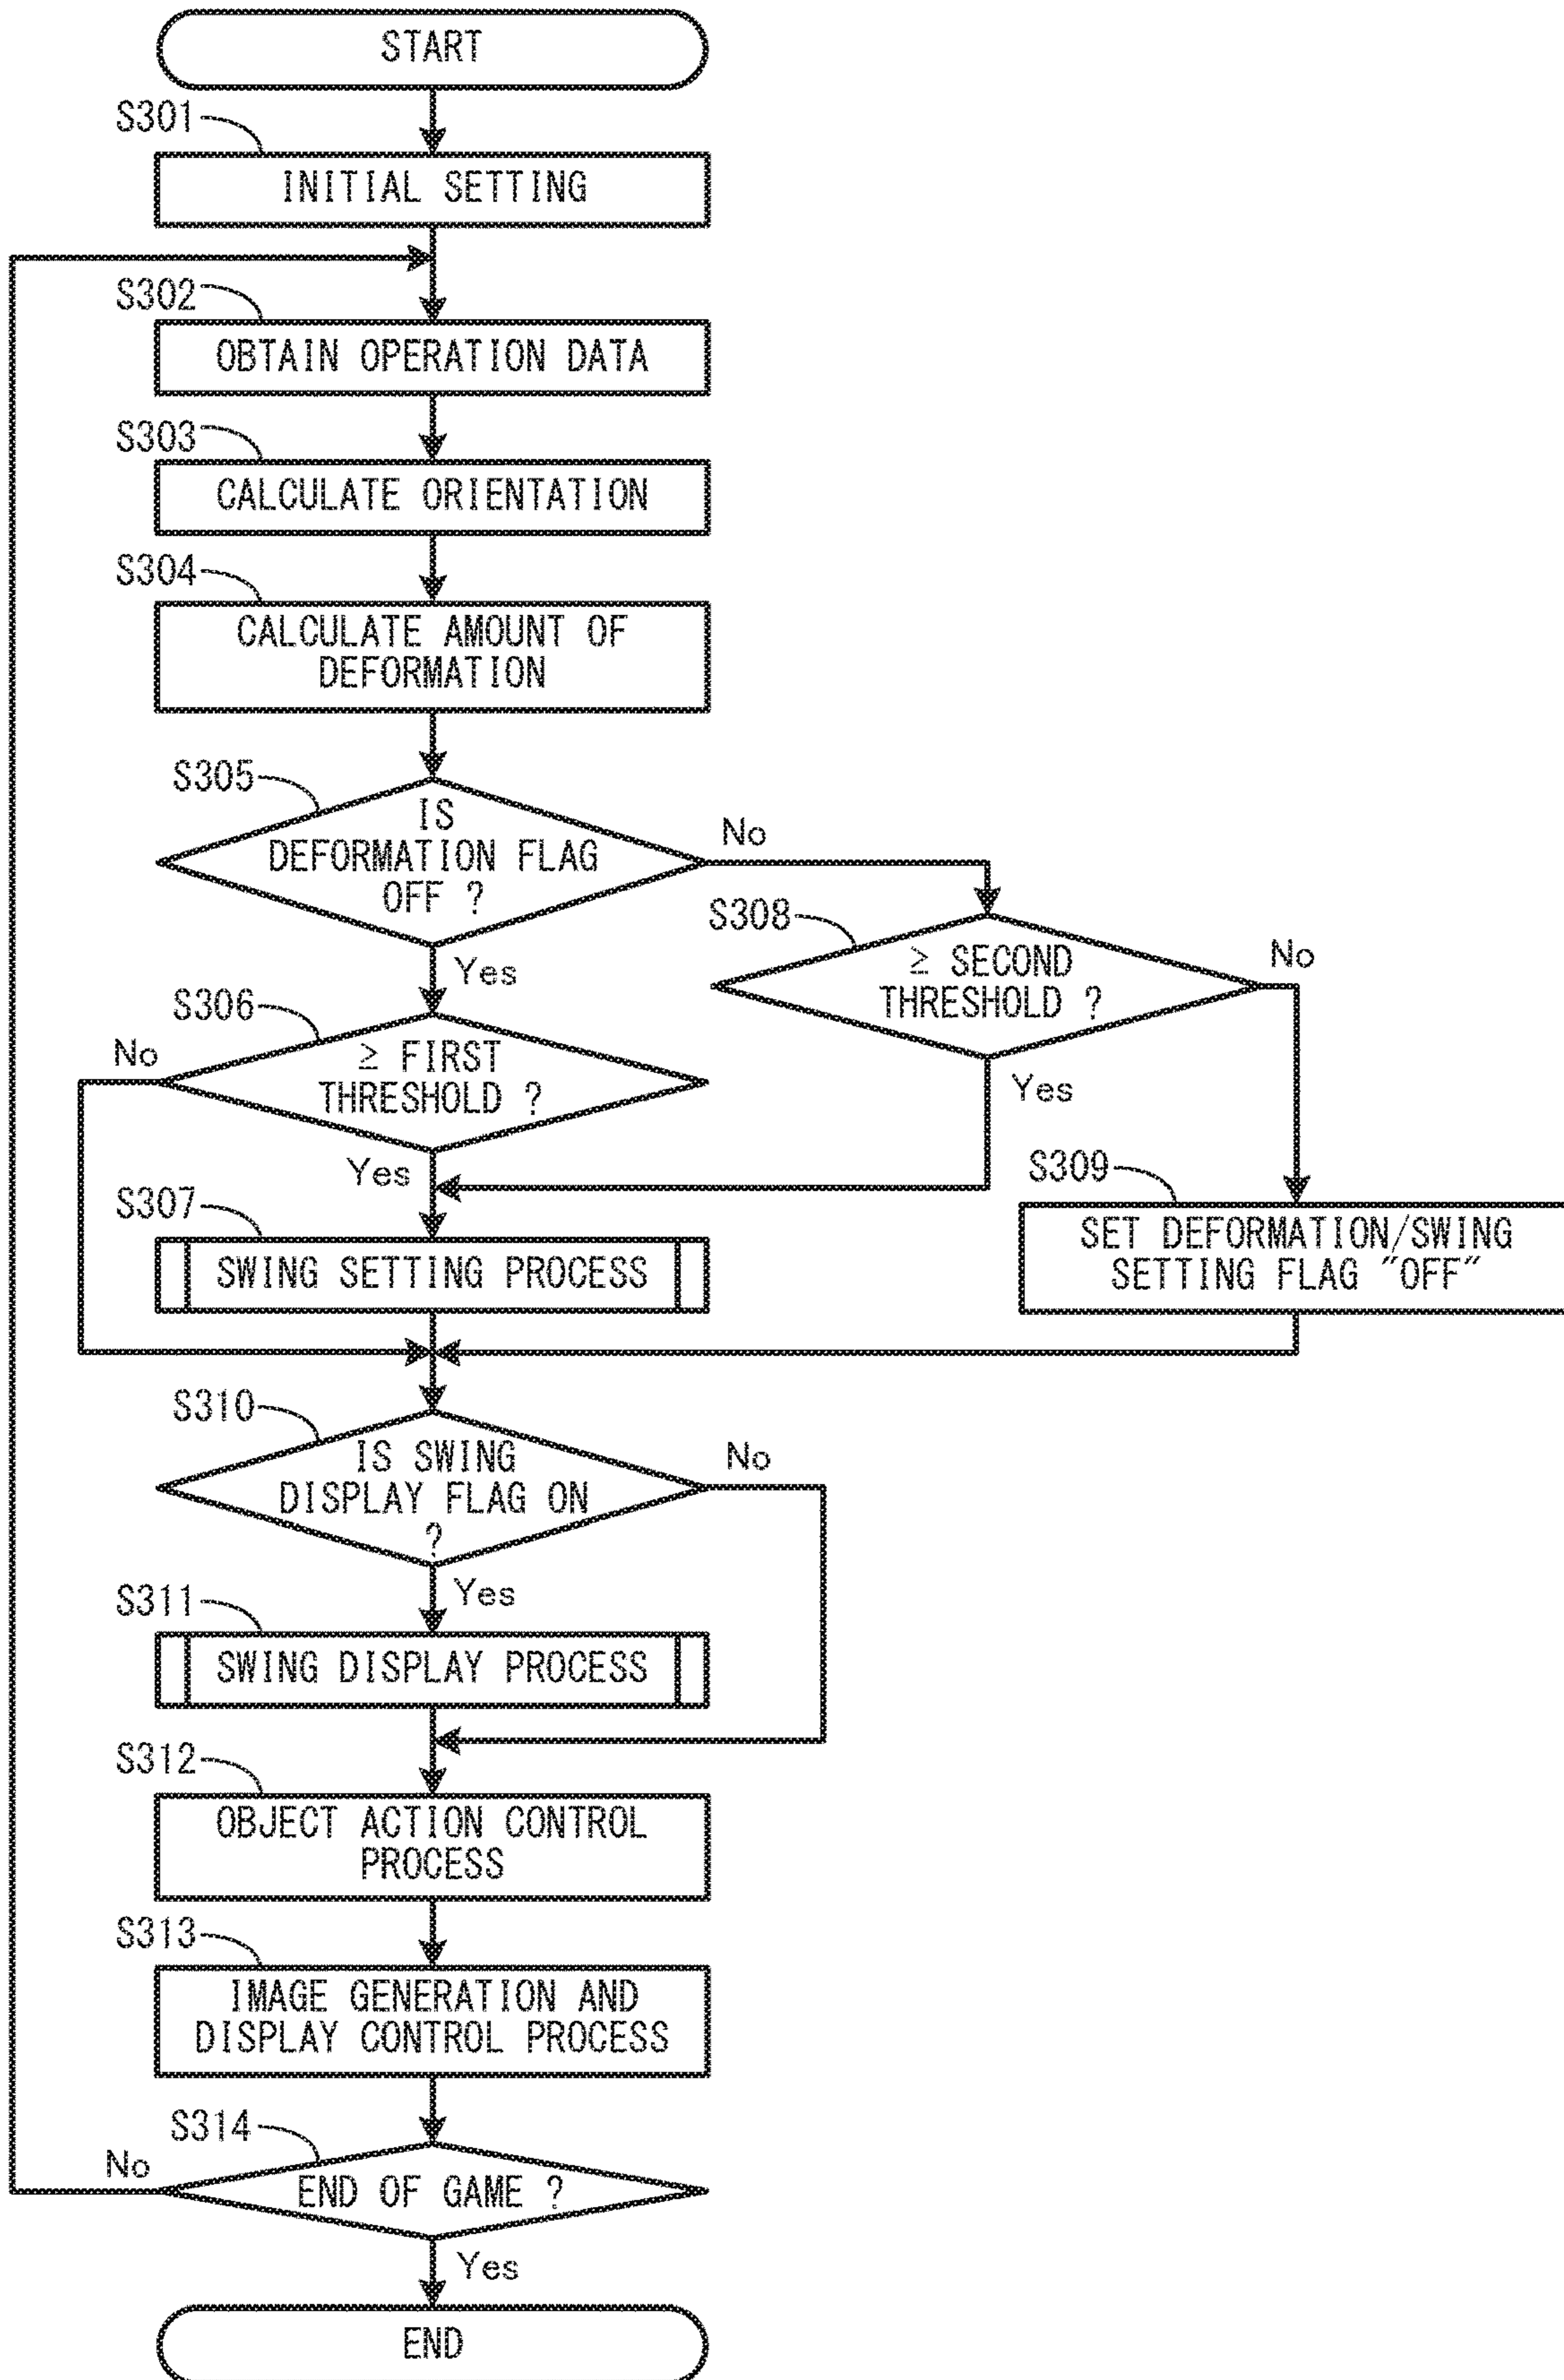 START
S301
INITIAL SETTING
S302
OBTAIN OPERATION DATA
S303
CALCULATE ORIENTATION
S304
CALCULATE AMOUNT OF
DEFORMATION
S305
IS
DEFORMATION FLAG
OFF ?
No
Yes
S308
≥ SECOND
THRESHOLD ?
No
Yes
S306
≥ FIRST
THRESHOLD ?
No
Yes
S309
SET DEFORMATION/SWING
SETTING FLAG "OFF"
S307
SWING SETTING PROCESS
S310
IS SWING
DISPLAY FLAG ON
?
No
Yes
S311
SWING DISPLAY PROCESS
S312
OBJECT ACTION CONTROL
PROCESS
S313
IMAGE GENERATION AND
DISPLAY CONTROL PROCESS
S314
END OF GAME ?
No
Yes
END